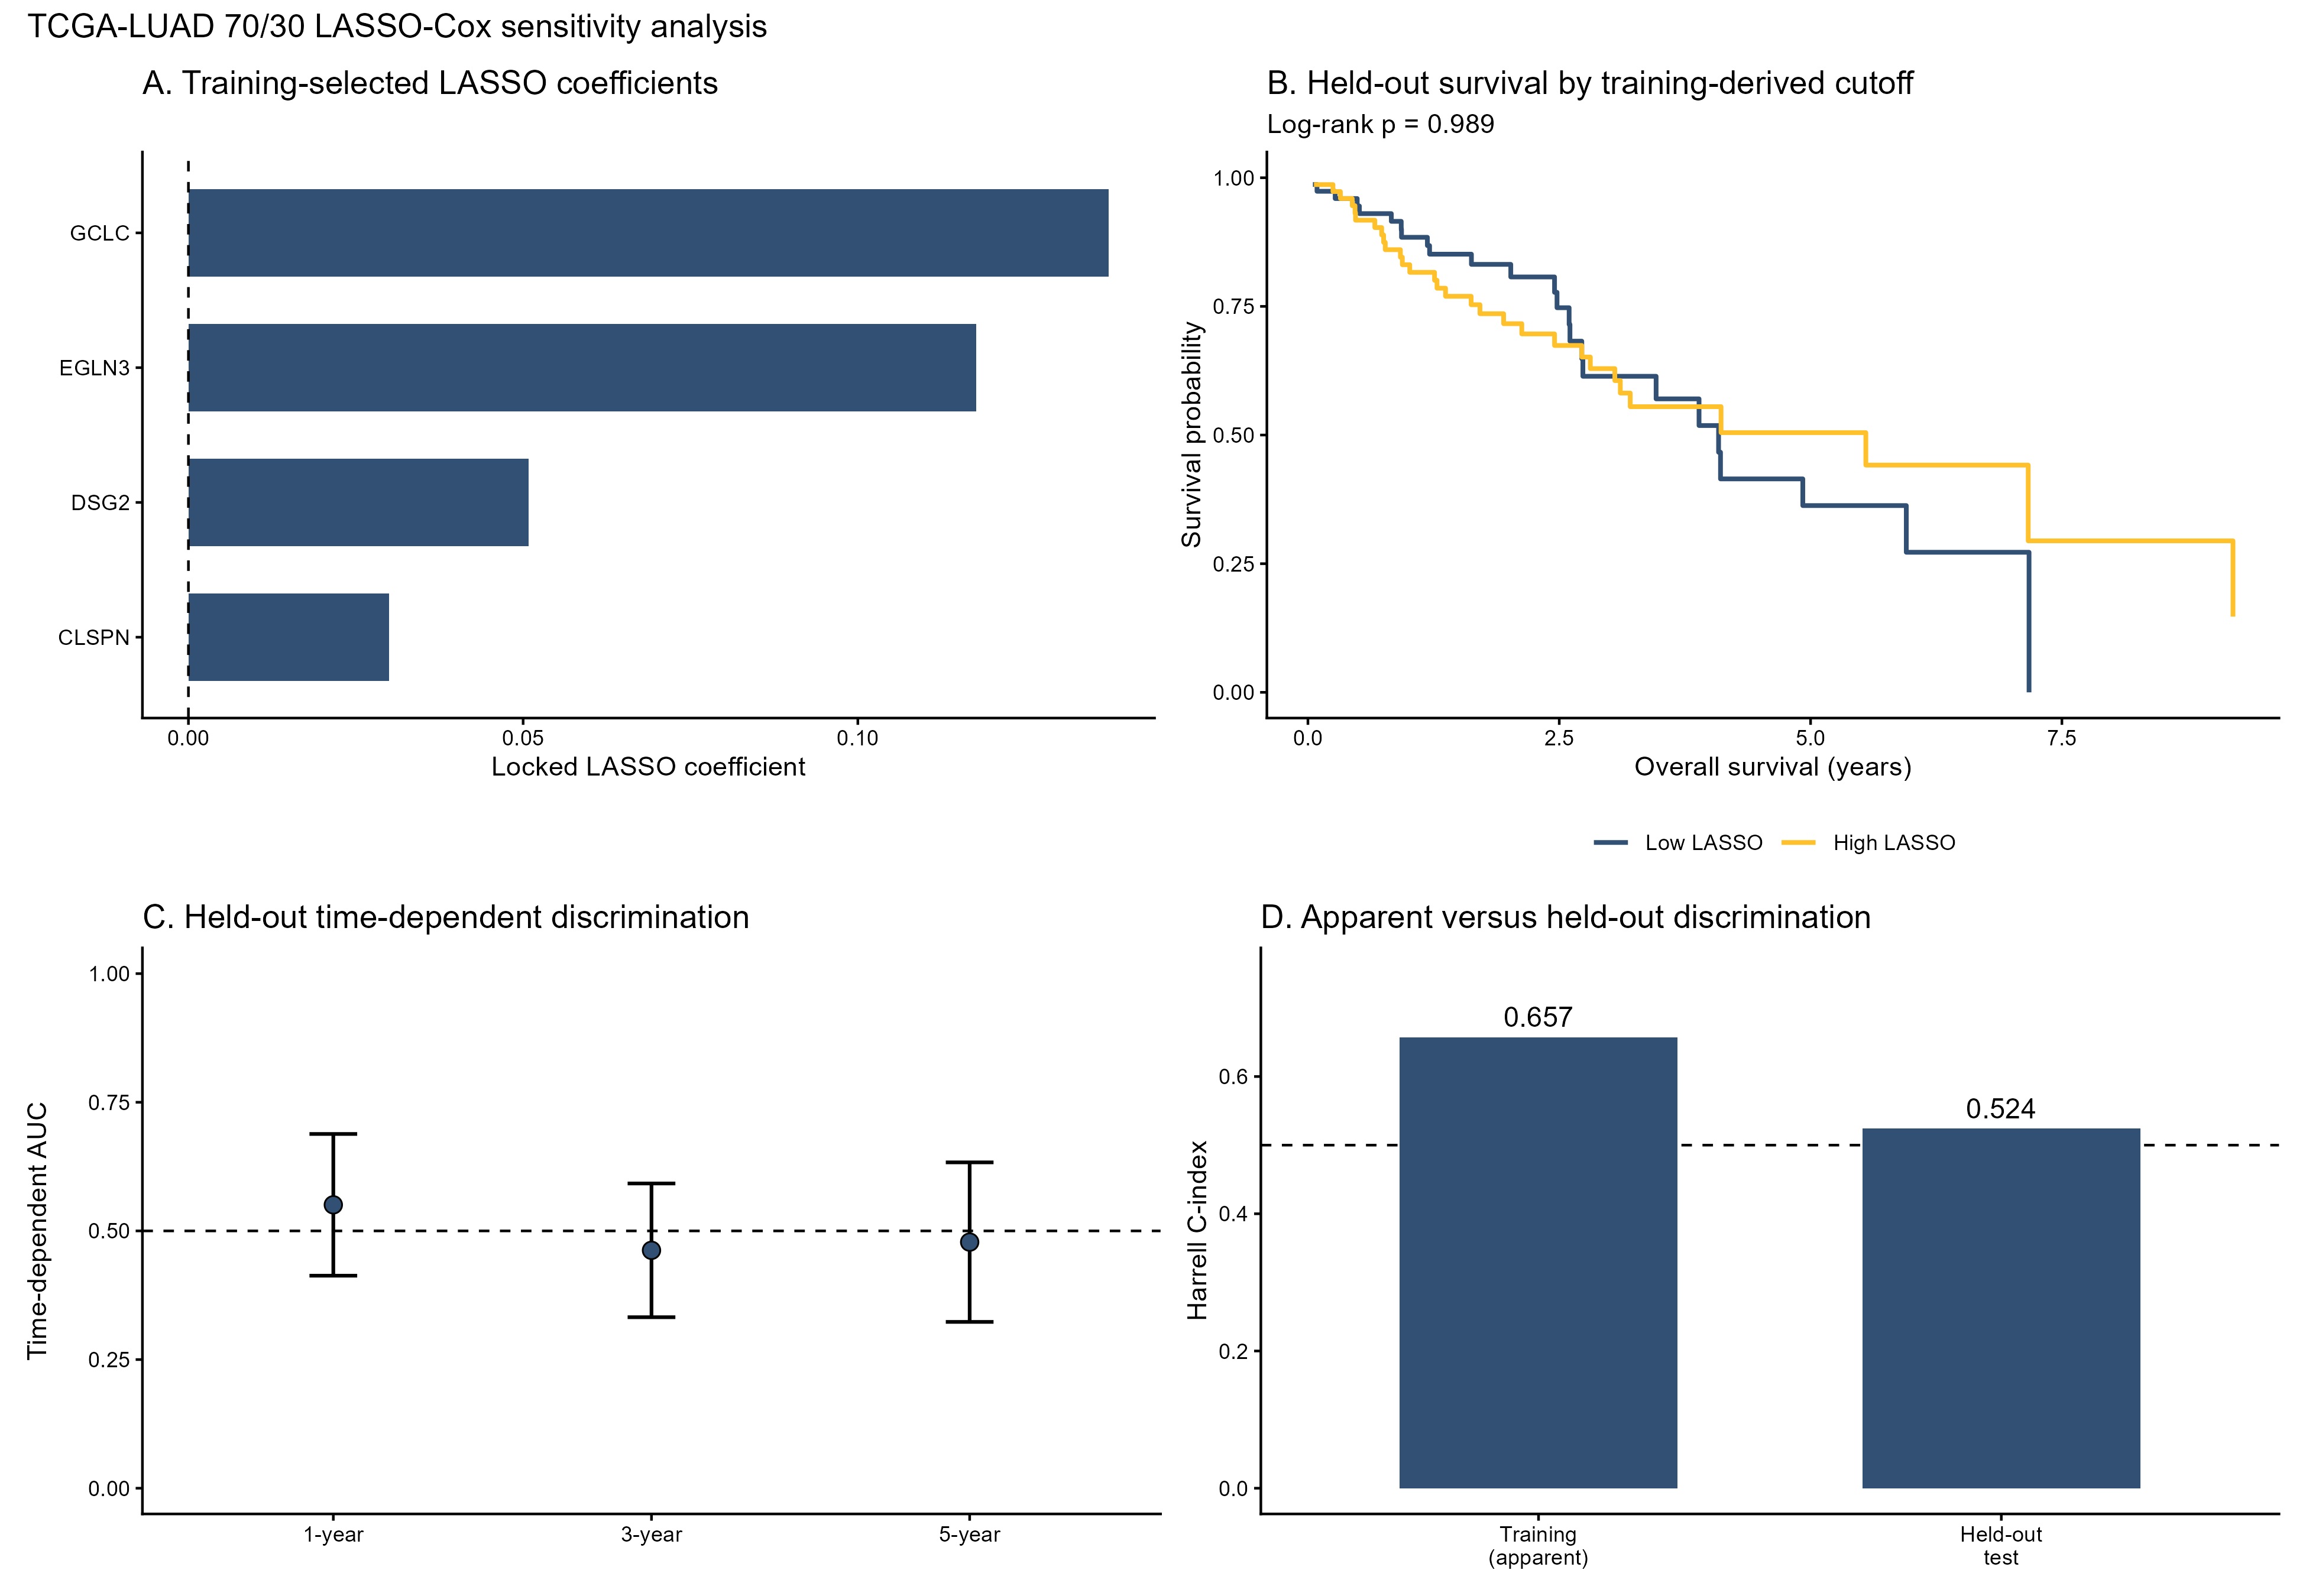 TCGA-LUAD 70/30 LASSO-Cox sensitivity analysis
A. Training-selected LASSO coefficients
GCLC
EGLN3
DSG2
CLSPN
0.00
0.05
0.10
Locked LASSO coefficient
B. Held-out survival by training-derived cutoff
Log-rank p = 0.989
Survival probability
1.00
0.75
0.50
0.25
0.00
0.0
2.5
5.0
7.5
Overall survival (years)
Low LASSO
High LASSO
C. Held-out time-dependent discrimination
Time-dependent AUC
1.00
0.75
0.50
0.25
0.00
1-year
3-year
5-year
D. Apparent versus held-out discrimination
Harrell C-index
0.6
0.4
0.2
0.0
0.657
0.524
Training
(apparent)
Held-out
test